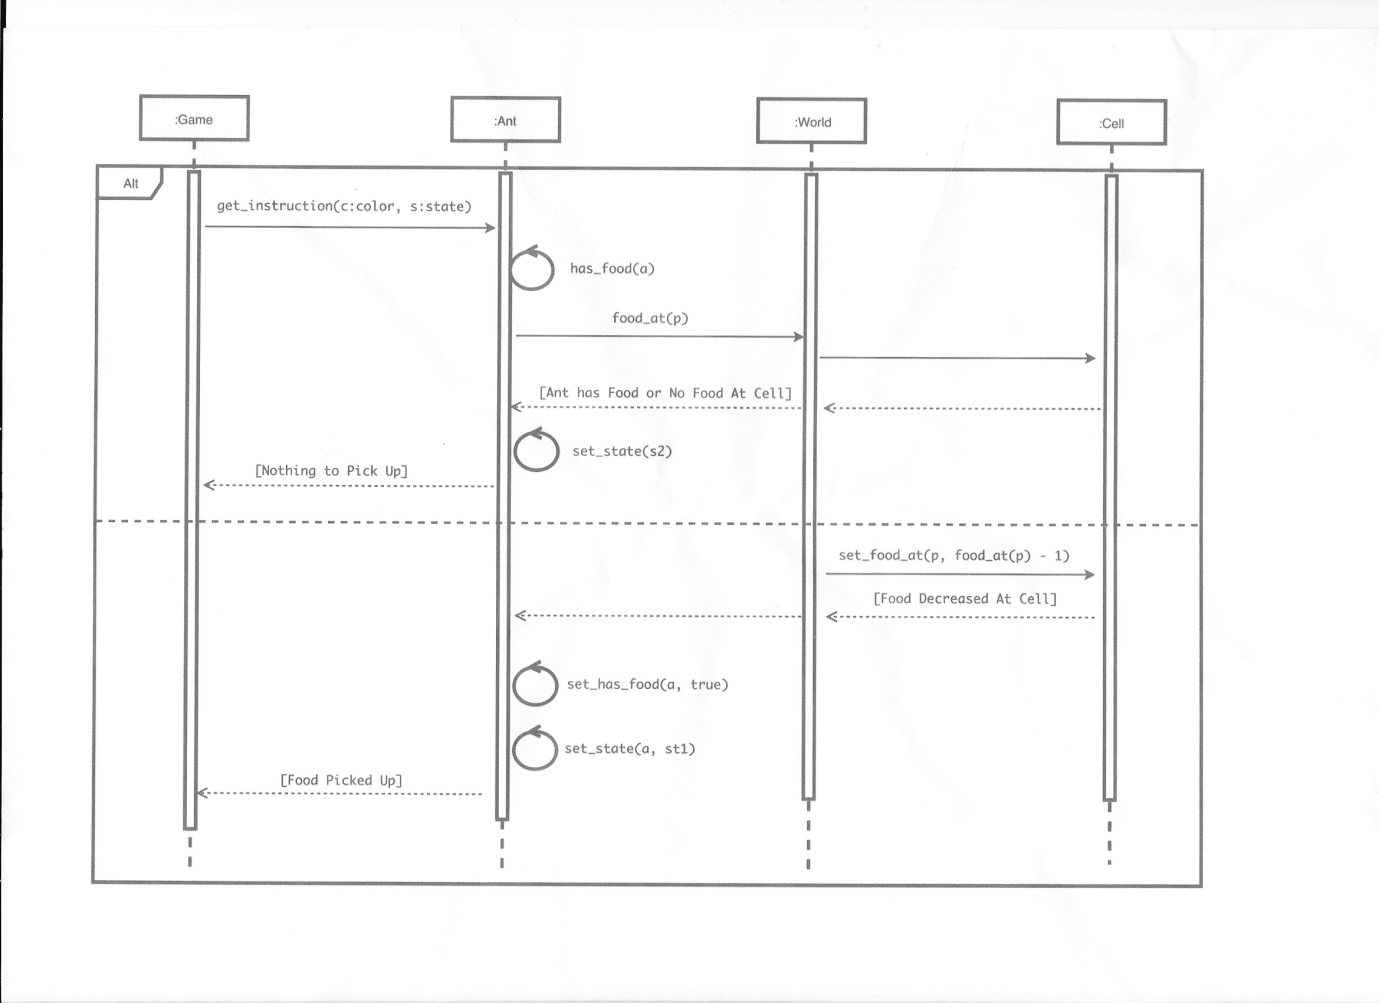 :Game
:Ant
:World
:Cell
Alt
get_instruction(c:color, s:state)
has_food(a)
food_at(p)
[Ant has Food or No Food At Cell]
set_state(s2)
[Nothing to Pick Up]
set_food_at(p, food_at(p) - 1)
[Food Decreased At Cell]
set_has_food(a, true)
set_state(a, st1)
[Food Picked Up]